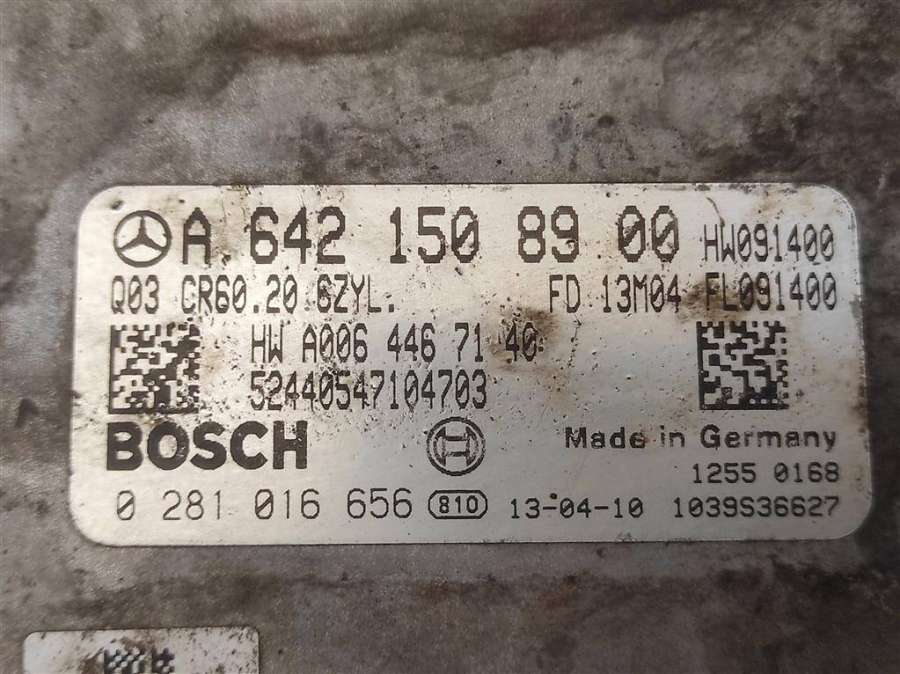 A 642 150 89 00 HW091400
Q03 CR60.20 6ZYL. FD 13M04 FL091400
HW A006 446 71 40
52440547104703
BOSCH Made in Germany
1255 0168
0 281 016 656 810 13-04-10 1039S36627